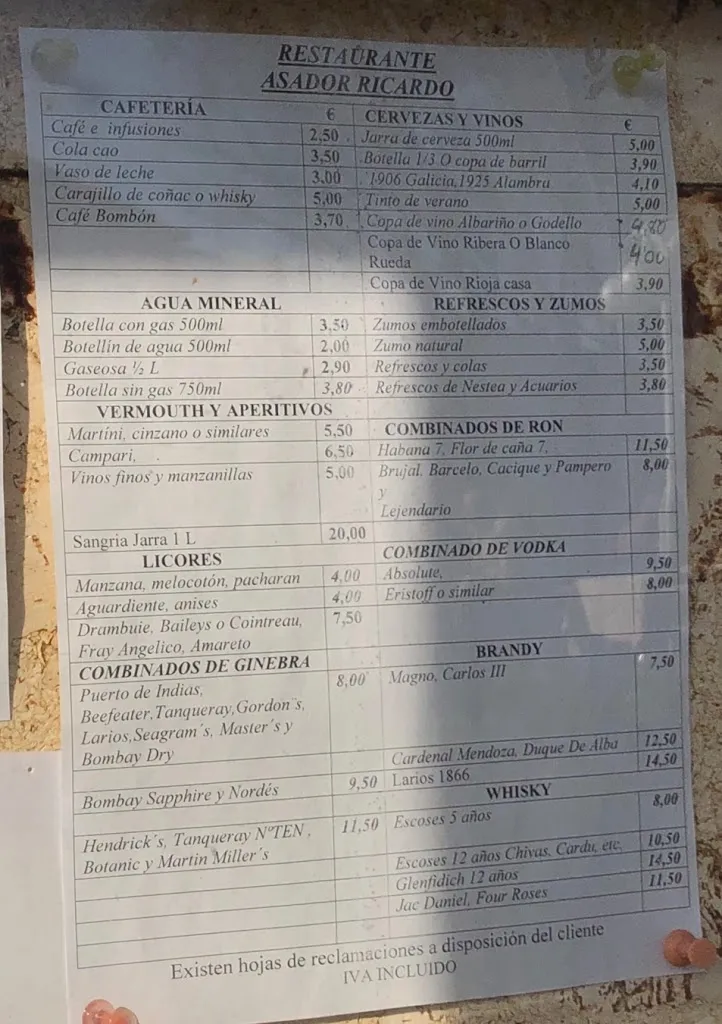 RESTAURANTE
ASADOR RICARDO
CAFETERÍA €
Café e infusiones 2,50
Cola cao 3,50
Vaso de leche 3,00
Carajillo de coñac o whisky 5,00
Café Bombón 3,70
CERVEZAS Y VINOS €
Jarra de cerveza 500ml 5,00
Botella 1/3 O copa de barril 3,90
1906 Galicia,1925 Alambra 4,10
Tinto de verano 5,00
Copa de vino Albariño o Godello 4,80
Copa de Vino Ribera O Blanco
Rueda 4,00
Copa de Vino Rioja casa 3,90
AGUA MINERAL
Botella con gas 500ml 3,50
Botellín de agua 500ml 2,00
Gaseosa ½ L 2,90
Botella sin gas 750ml 3,80
REFRESCOS Y ZUMOS
Zumos embotellados 3,50
Zumo natural 5,00
Refrescos y colas 3,50
Refrescos de Nestea y Acuarios 3,80
VERMOUTH Y APERITIVOS
Martíni, cinzano o similares 5,50
Campari, 6,50
Vinos finos y manzanillas 5,00
Sangria Jarra 1 L 20,00
COMBINADOS DE RON
Habana 7, Flor de caña 7, 11,50
Brujal, Barcelo, Cacique y Pampero 8,00
y
Lejendario
LICORES
Manzana, melocotón, pacharan 4,00
Aguardiente, anises 4,00
Drambuie, Baileys o Cointreau, 7,50
Fray Angelico, Amareto
COMBINADO DE VODKA
Absolute, 9,50
Eristoff o similar 8,00
COMBINADOS DE GINEBRA
Puerto de Indias, 8,00
Beefeater,Tanqueray,Gordon¨s,
Larios,Seagram´s, Master´s y
Bombay Dry
Bombay Sapphire y Nordés 9,50
Hendrick´s, Tanqueray NºTEN, 11,50
Botanic y Martin Miller´s
BRANDY
Magno, Carlos III 7,50
Cardenal Mendoza, Duque De Alba 12,50
Larios 1866 14,50
WHISKY
Escoses 5 años 8,00
Escoses 12 años Chivas, Cardu, etc, 10,50
Glenfidich 12 años 14,50
Jac Daniel, Four Roses 11,50
Existen hojas de reclamaciones a disposición del cliente
IVA INCLUIDO